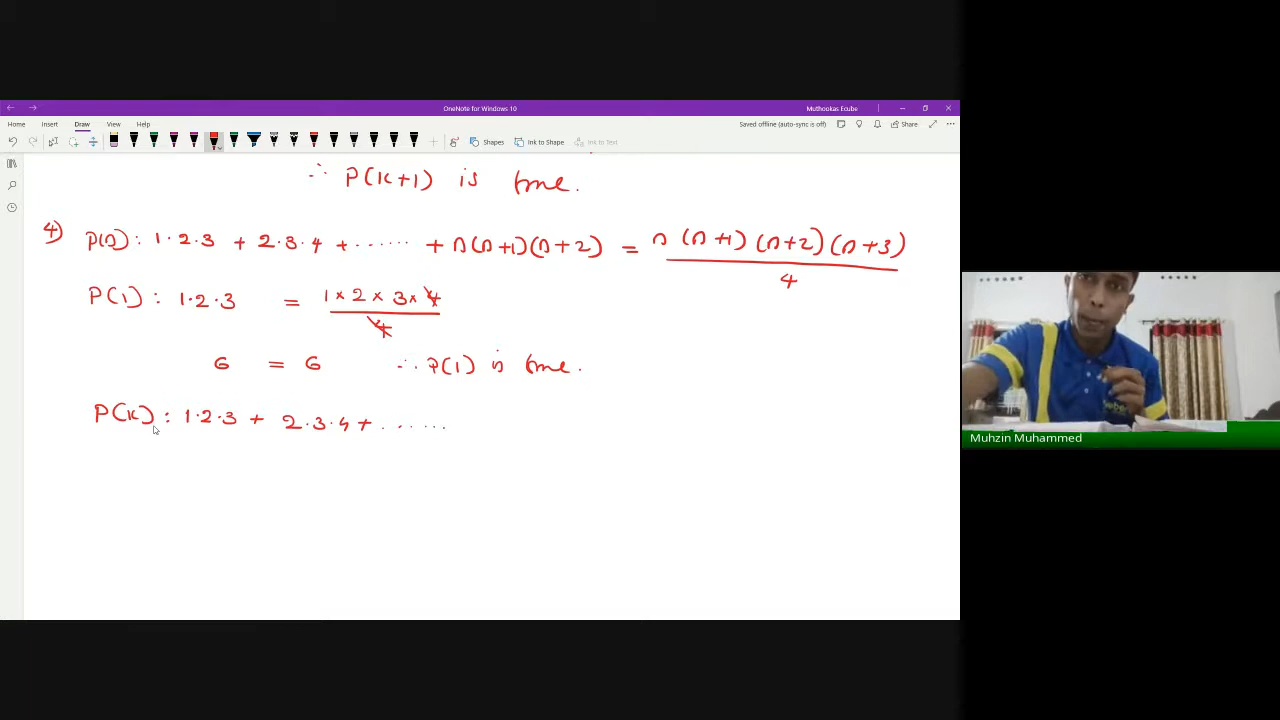 OneNote for Windows 10
Muthookas Ecube
Home Insert Draw View Help
Saved offline (auto-sync is off)
Share
Shapes Ink to Shape Ink to Text
∴ P(K+1) is true.
4) P(n) : 1·2·3 + 2·3·4 + ······ + n(n+1)(n+2) = n(n+1)(n+2)(n+3) / 4
P(1) : 1·2·3 = 1 × 2 × 3 × 4 / 4
6 = 6 ∴ P(1) is true.
P(K) : 1·2·3 + 2·3·4 + ······
Muhzin Muhammed